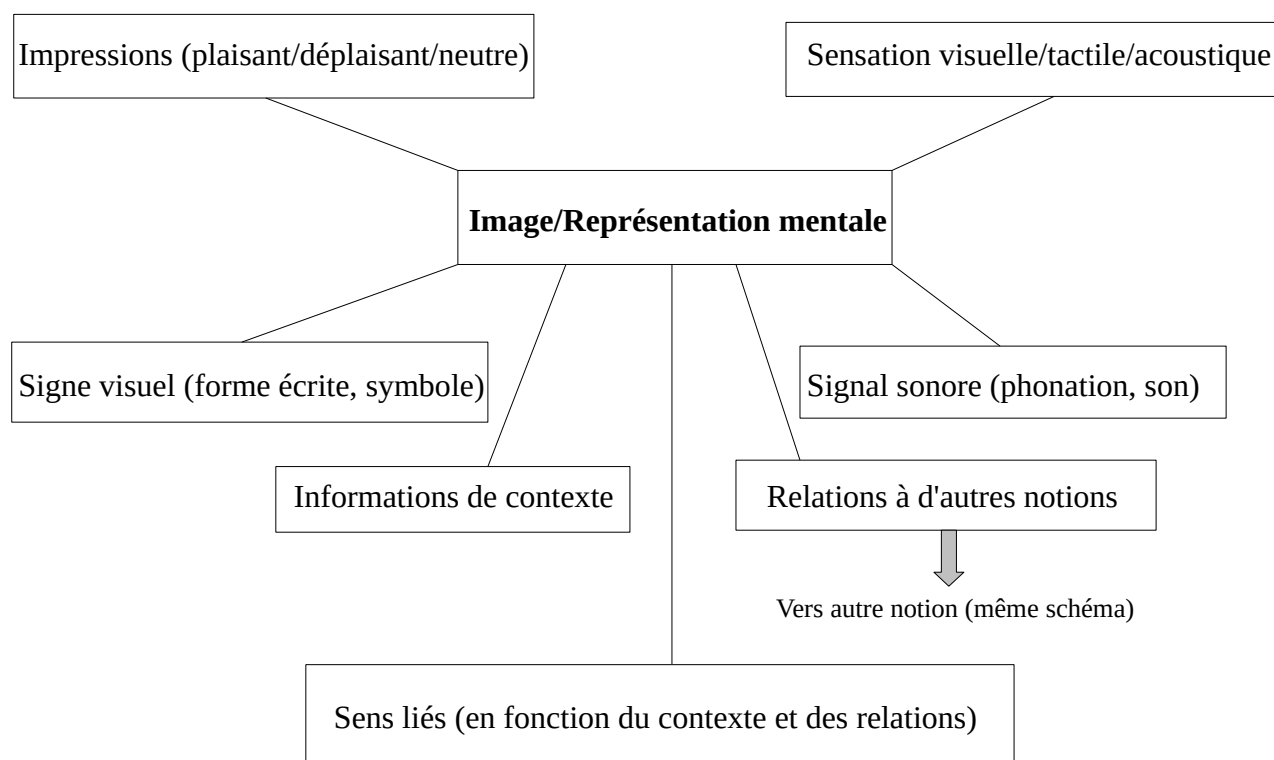 Impressions (plaisant/déplaisant/neutre)
Sensation visuelle/tactile/acoustique
Image/Représentation mentale
Signe visuel (forme écrite, symbole)
Signal sonore (phonation, son)
Informations de contexte
Relations à d'autres notions
Vers autre notion (même schéma)
Sens liés (en fonction du contexte et des relations)